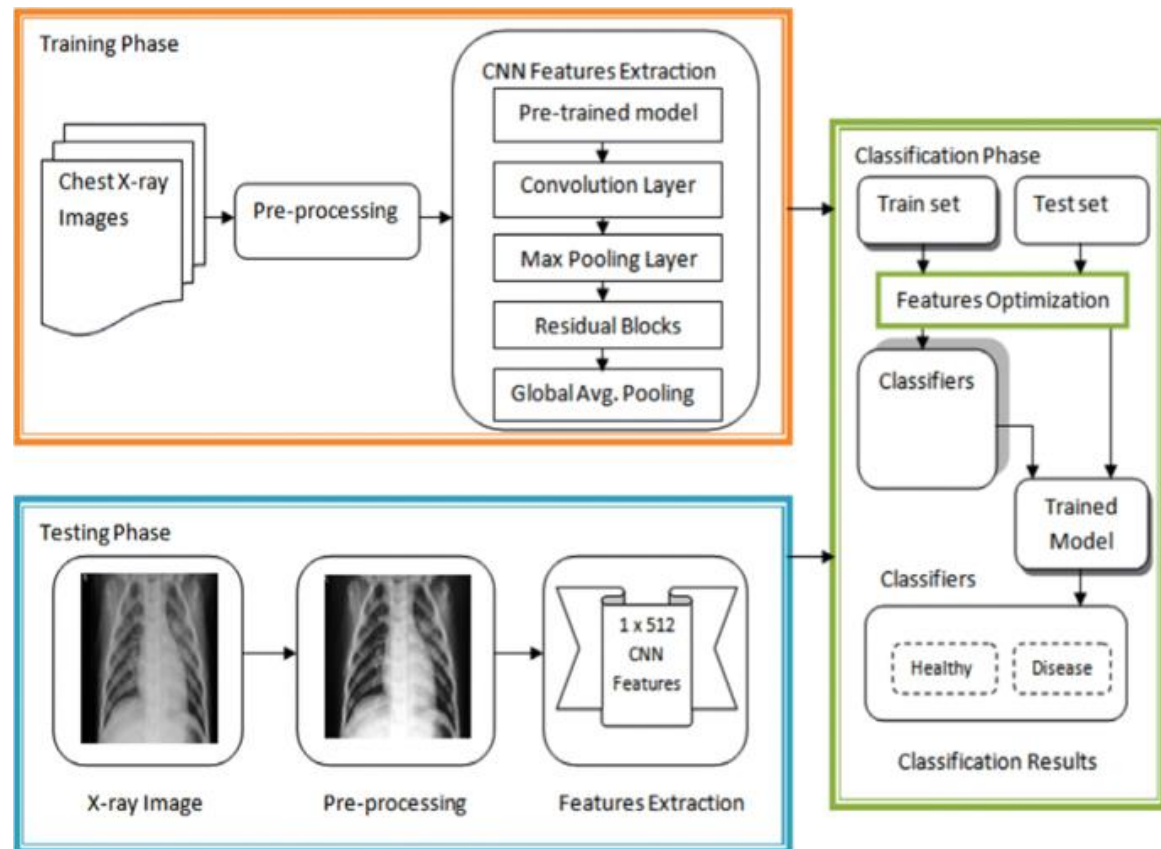 Training Phase
Chest X-ray
Images
Pre-processing
CNN Features Extraction
Pre-trained model
Convolution Layer
Max Pooling Layer
Residual Blocks
Global Avg. Pooling
Testing Phase
1 x 512
CNN
Features
X-ray Image
Pre-processing
Features Extraction
Classification Phase
Train set
Test set
Features Optimization
Classifiers
Trained
Model
Classifiers
Healthy
Disease
Classification Results